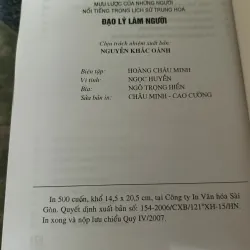 MƯU LƯỢC CỦA NHỮNG NGƯỜI
NỔI TIẾNG TRONG LỊCH SỬ TRUNG HOA
ĐẠO LÝ LÀM NGƯỜI
Chịu trách nhiệm xuất bản:
NGUYỄN KHẮC OÁNH
Biên tập: HOÀNG CHÂU MINH
Vi tính: NGỌC HUYỀN
Bìa: NGÔ TRỌNG HIỂN
Sửa bản in: CHÂU MINH - CAO CƯỜNG
In 500 cuốn, khổ 14,5 x 20,5 cm, tại Công ty In Văn hóa Sài
Gòn. Quyết định xuất bản số: 154-2006/CXB/121*XH-15/HN
In xong và nộp lưu chiểu Quý IV/2007.